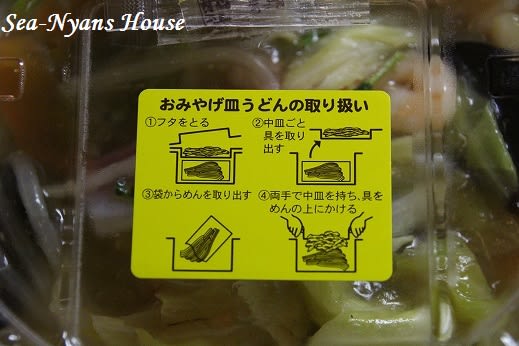 Sea-Nyans House
おみやげ皿うどんの取り扱い
①フタをとる
②中皿ごと
具を取り
出す
③袋からめんを取り出す
④両手で中皿を持ち、具を
めんの上にかける